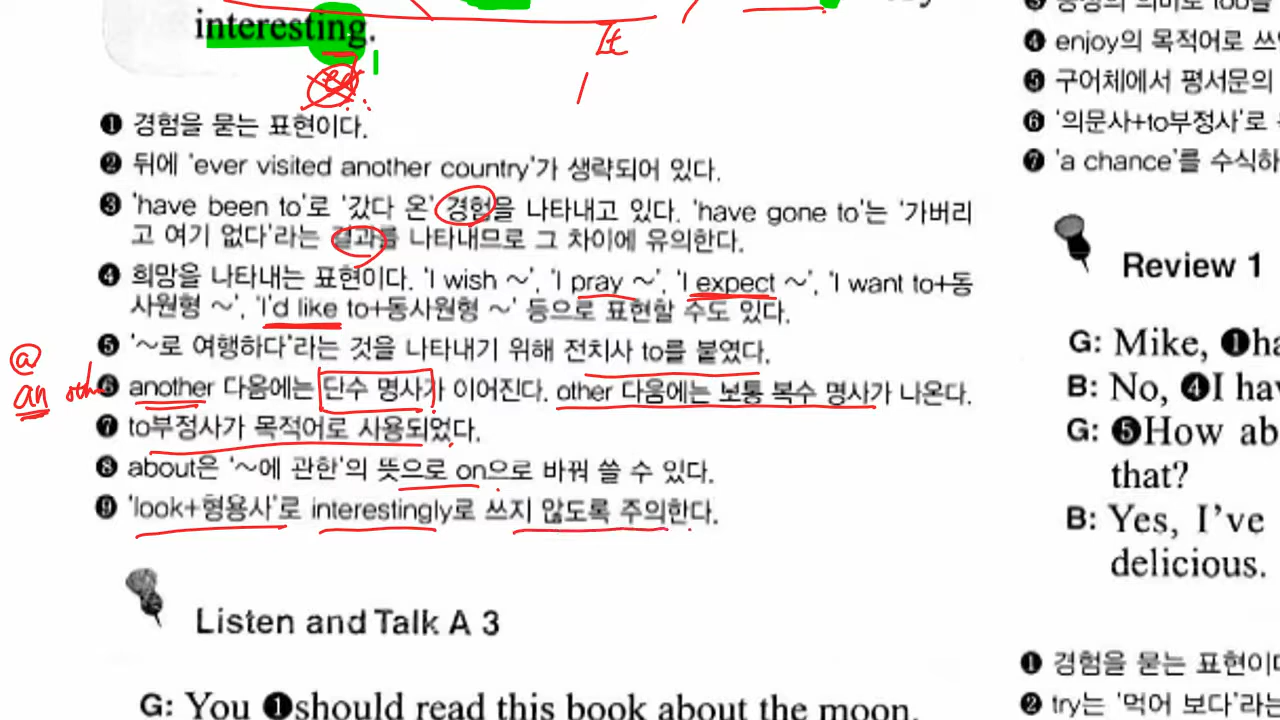 interesting.
It
❶ 경험을 묻는 표현이다.
❷ 뒤에 'ever visited another country'가 생략되어 있다.
❸ 'have been to'로 '갔다 온' 경험을 나타내고 있다. 'have gone to'는 '가버리
고 여기 없다'라는 결과를 나타내므로 그 차이에 유의한다.
❹ 희망을 나타내는 표현이다. 'I wish ~', 'I pray ~', 'I expect ~', 'I want to+동
사원형 ~', 'I'd like to+동사원형 ~' 등으로 표현할 수도 있다.
❺ '~로 여행하다'라는 것을 나타내기 위해 전치사 to를 붙였다.
ⓐ
an oth
❻ another 다음에는 단수 명사가 이어진다. other 다음에는 보통 복수 명사가 나온다.
❼ to부정사가 목적어로 사용되었다.
❽ about은 '~에 관한'의 뜻으로 on으로 바꿔 쓸 수 있다.
❾ 'look+형용사'로 interestingly로 쓰지 않도록 주의한다.
Listen and Talk A 3
G: You ❶should read this book about the moon.
❹ enjoy의 목적어로 쓰
❺ 구어체에서 평서문의
❻ '의문사+to부정사'로
❼ 'a chance'를 수식하
Review 1
G: Mike, ❶ha
B: No, ❹I hav
G: ❺How ab
that?
B: Yes, I've
delicious.
❶ 경험을 묻는 표현이다
❷ try는 '먹어 보다'라는